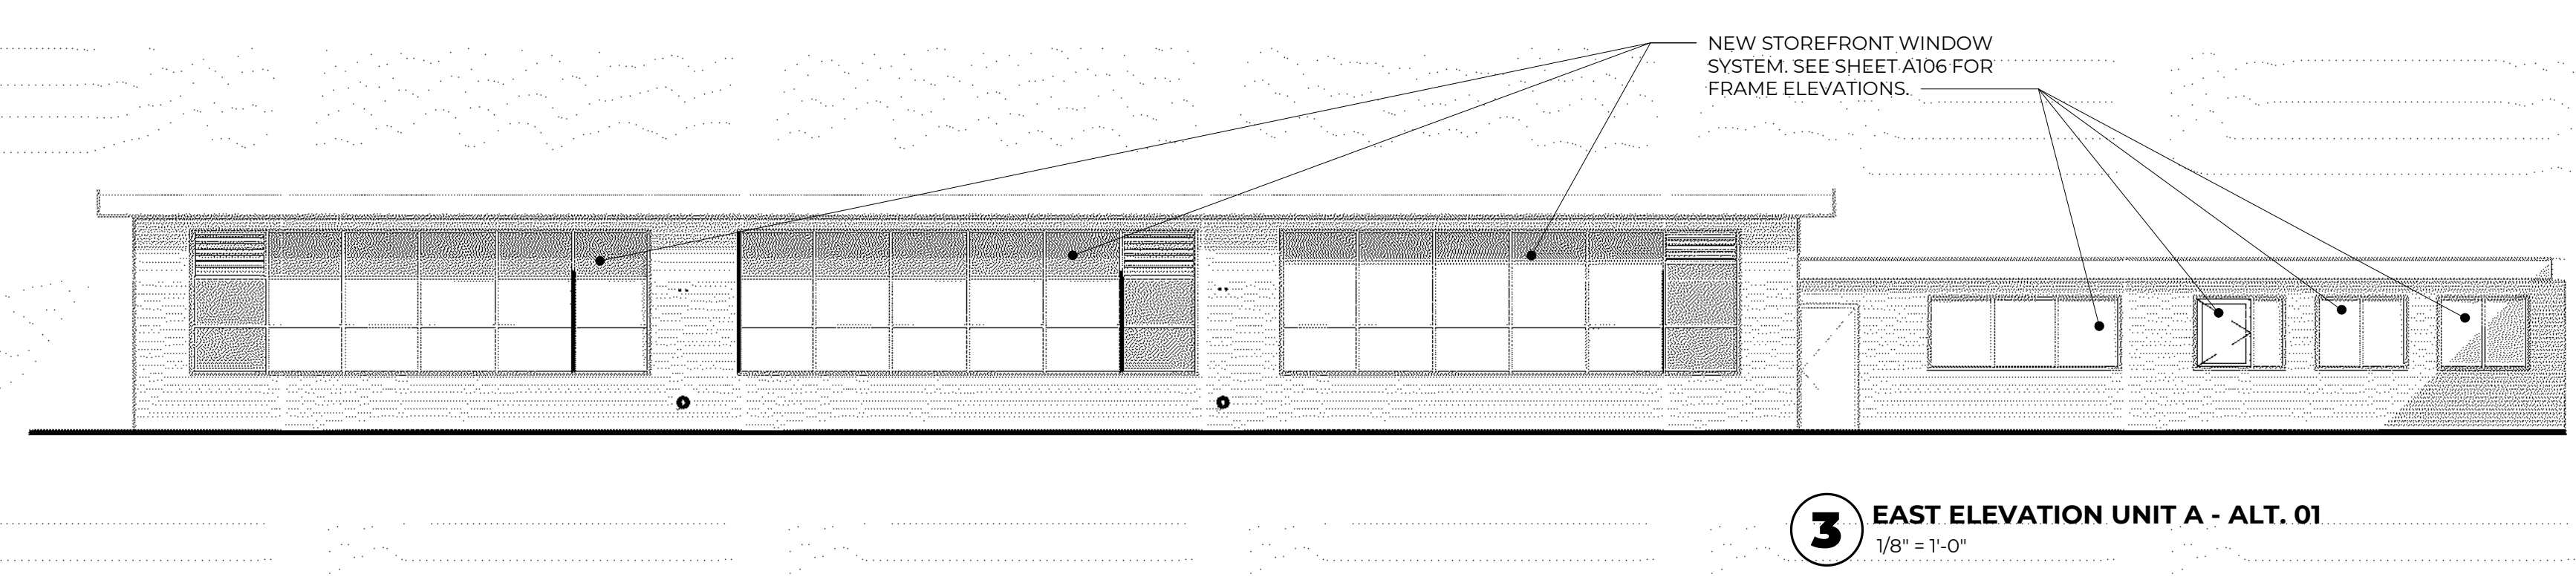 NEW STOREFRONT WINDOW
SYSTEM. SEE SHEET A106 FOR
FRAME ELEVATIONS.
3
EAST ELEVATION UNIT A - ALT. 01
1/8" = 1'-0"